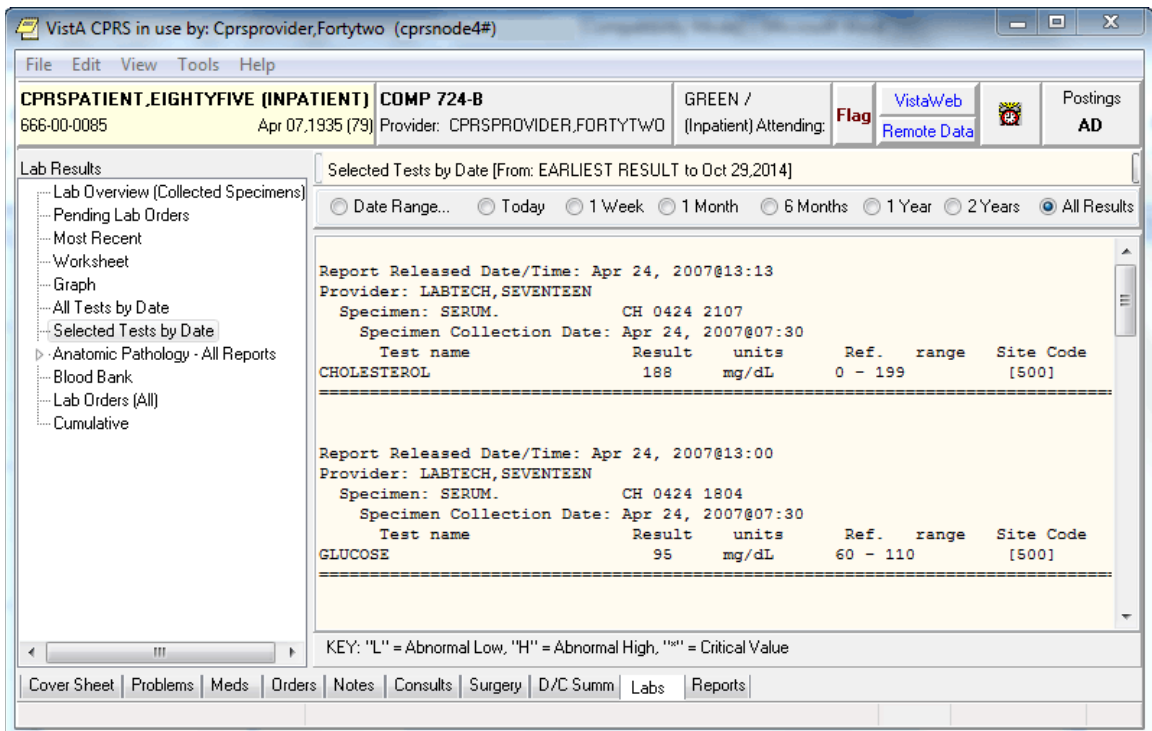 VistA CPRS in use by: Cprsprovider,Fortytwo (cprsnode4#)
File Edit View Tools Help
CPRSPATIENT,EIGHTYFIVE (INPATIENT) COMP 724-B GREEN / Flag VistaWeb Postings
666-00-0085 Apr 07,1935 (79) Provider: CPRSPROVIDER,FORTYTWO (Inpatient) Attending: Remote Data AD
Lab Results
Lab Overview (Collected Specimens)
Pending Lab Orders
Most Recent
Worksheet
Graph
All Tests by Date
Selected Tests by Date
Anatomic Pathology - All Reports
Blood Bank
Lab Orders (All)
Cumulative
Selected Tests by Date [From: EARLIEST RESULT to Oct 29,2014]
Date Range... Today 1 Week 1 Month 6 Months 1 Year 2 Years All Results
Report Released Date/Time: Apr 24, 2007@13:13
Provider: LABTECH,SEVENTEEN
Specimen: SERUM. CH 0424 2107
Specimen Collection Date: Apr 24, 2007@07:30
Test name Result units Ref. range Site Code
CHOLESTEROL 188 mg/dL 0 - 199 [500]
Report Released Date/Time: Apr 24, 2007@13:00
Provider: LABTECH,SEVENTEEN
Specimen: SERUM. CH 0424 1804
Specimen Collection Date: Apr 24, 2007@07:30
Test name Result units Ref. range Site Code
GLUCOSE 95 mg/dL 60 - 110 [500]
KEY: "L" = Abnormal Low, "H" = Abnormal High, "*" = Critical Value
Cover Sheet Problems Meds Orders Notes Consults Surgery D/C Summ Labs Reports